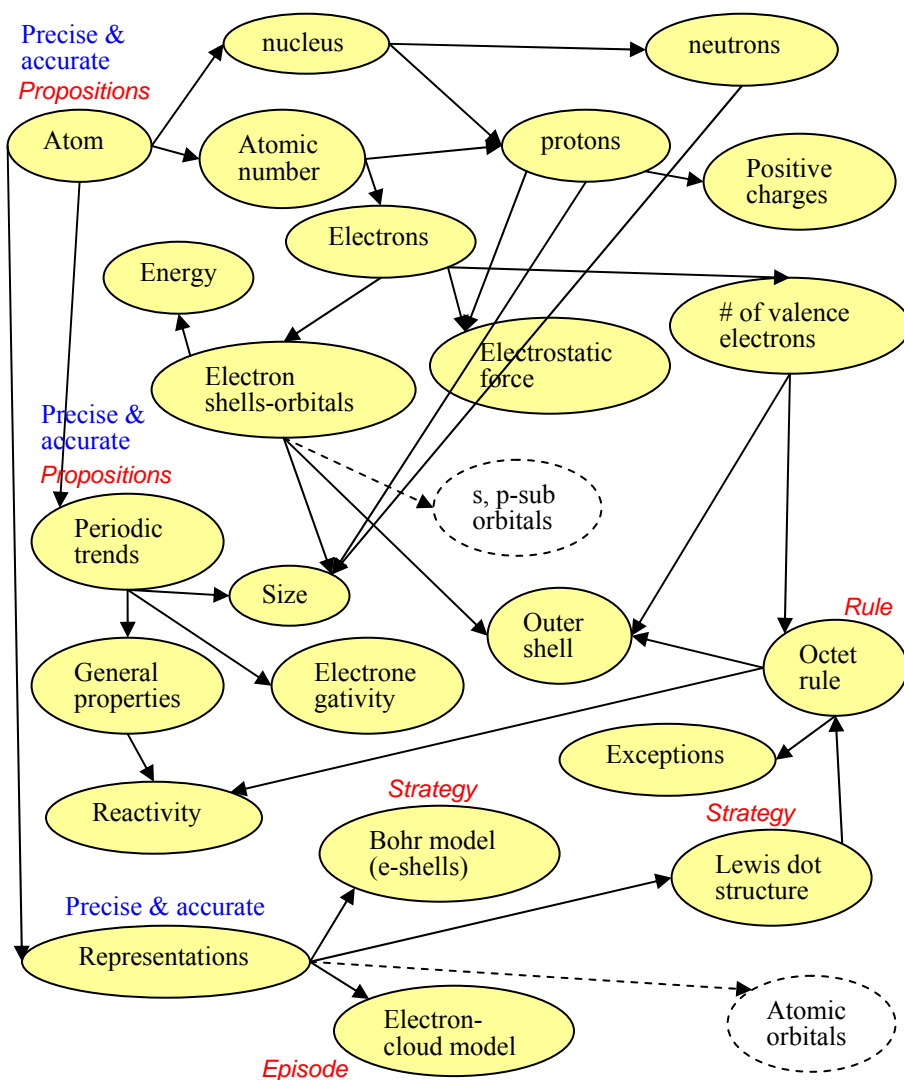 Precise &
accurate
Propositions
nucleus
neutrons
Atom
Atomic
number
protons
Positive
charges
Electrons
Energy
# of valence
electrons
Electron
shells-orbitals
Electrostatic
force
Precise &
accurate
Propositions
s, p-sub
orbitals
Periodic
trends
Size
Outer
shell
Rule
Octet
rule
General
properties
Electrone
gativity
Exceptions
Reactivity
Strategy
Bohr model
(e-shells)
Strategy
Lewis dot
structure
Precise & accurate
Representations
Electron-
cloud model
Atomic
orbitals
Episode